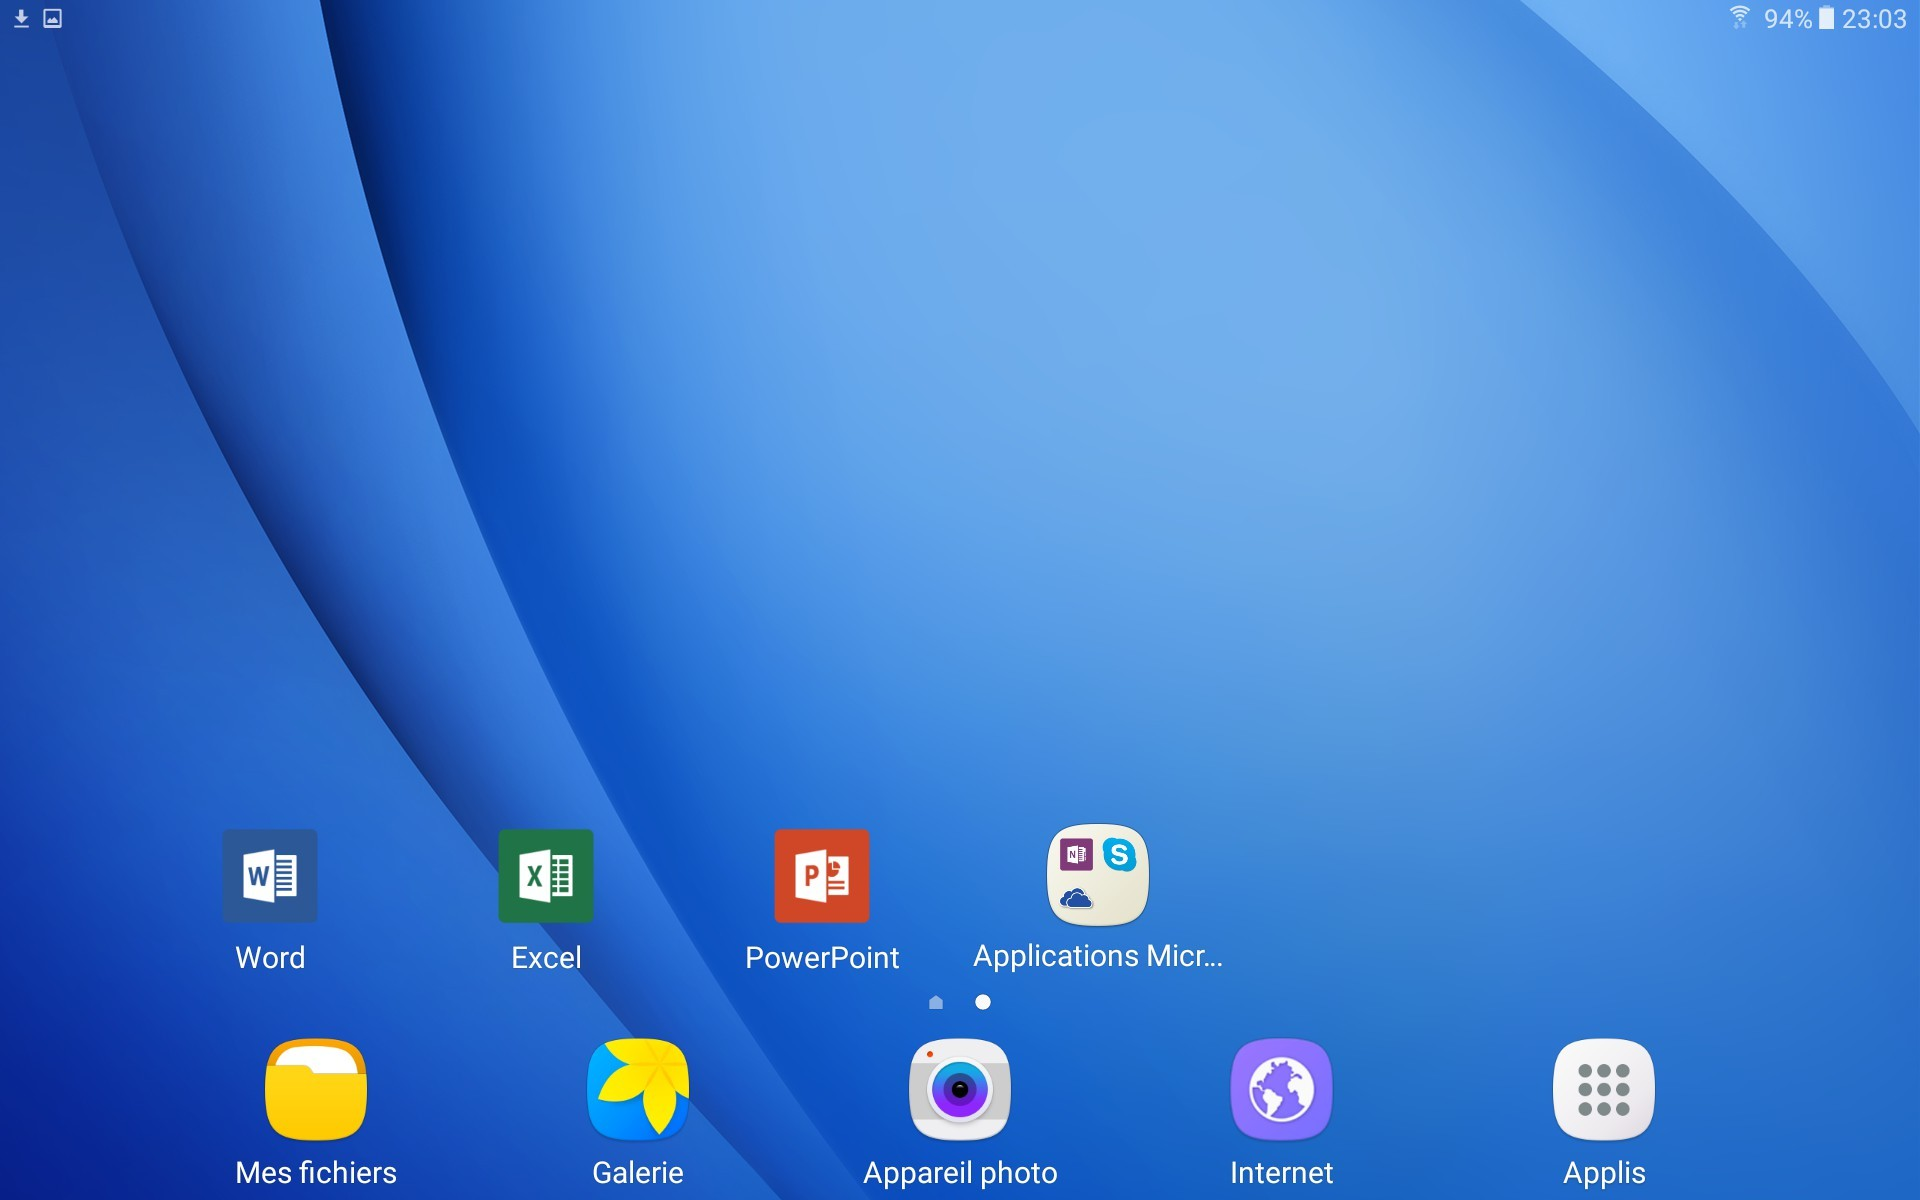 94% 23:03
Word Excel PowerPoint Applications Micr...
Mes fichiers Galerie Appareil photo Internet Applis